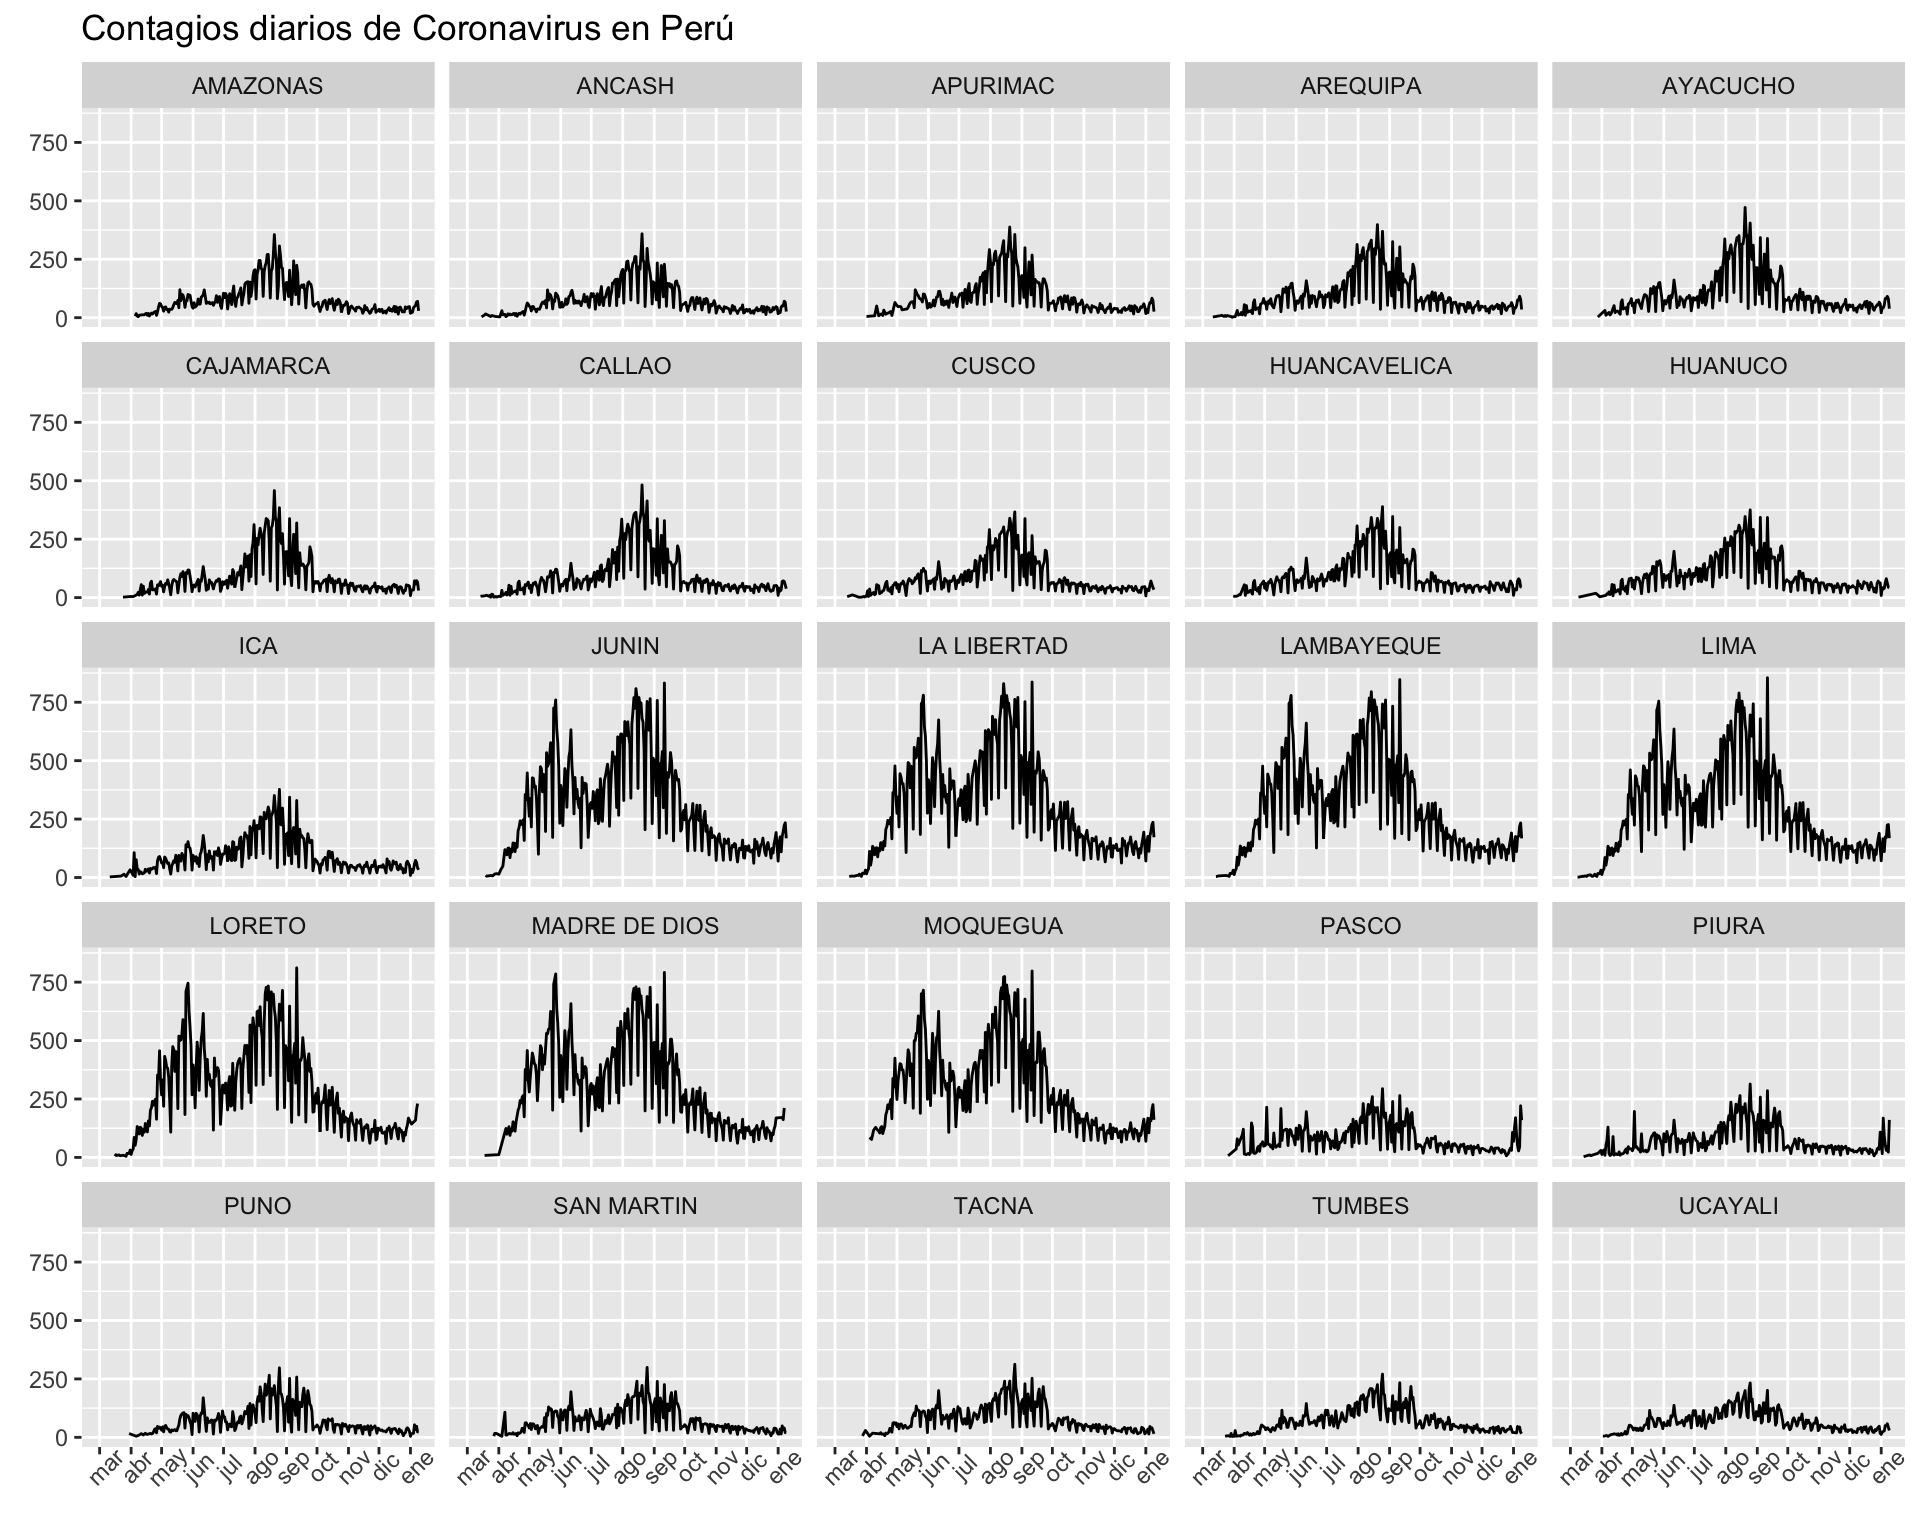 Contagios diarios de Coronavirus en Perú
AMAZONAS ANCASH APURIMAC AREQUIPA AYACUCHO
750
500
250
0
CAJAMARCA CALLAO CUSCO HUANCAVELICA HUANUCO
750
500
250
0
ICA JUNIN LA LIBERTAD LAMBAYEQUE LIMA
750
500
250
0
LORETO MADRE DE DIOS MOQUEGUA PASCO PIURA
750
500
250
0
PUNO SAN MARTIN TACNA TUMBES UCAYALI
750
500
250
0
mar abr may jun jul ago sep oct nov dic ene mar abr may jun jul ago sep oct nov dic ene mar abr may jun jul ago sep oct nov dic ene mar abr may jun jul ago sep oct nov dic ene mar abr may jun jul ago sep oct nov dic ene